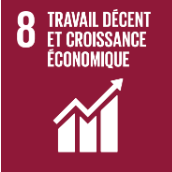 8 TRAVAIL DÉCENT
ET CROISSANCE
ÉCONOMIQUE